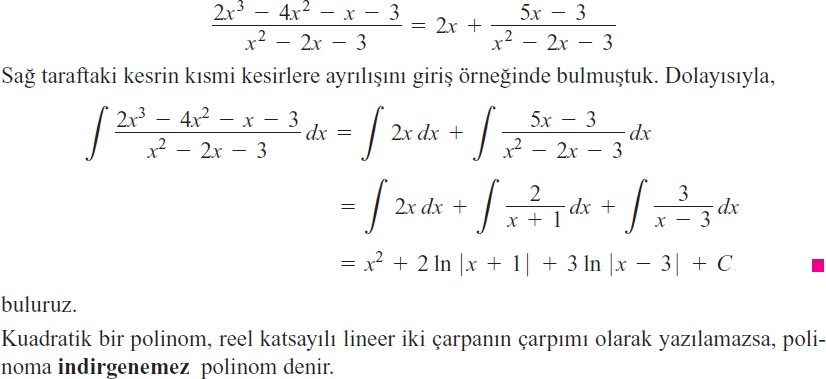 2x³ − 4x² − x − 3 / x² − 2x − 3 = 2x + 5x − 3 / x² − 2x − 3
Sağ taraftaki kesrin kısmi kesirlere ayrılışını giriş örneğinde bulmuştuk. Dolayısıyla,
∫ 2x³ − 4x² − x − 3 / x² − 2x − 3 dx = ∫ 2x dx + ∫ 5x − 3 / x² − 2x − 3 dx
= ∫ 2x dx + ∫ 2 / x + 1 dx + ∫ 3 / x − 3 dx
= x² + 2 ln |x + 1| + 3 ln |x − 3| + C
buluruz.
Kuadratik bir polinom, reel katsayılı lineer iki çarpanın çarpımı olarak yazılamazsa, poli-
noma indirgenemez polinom denir.